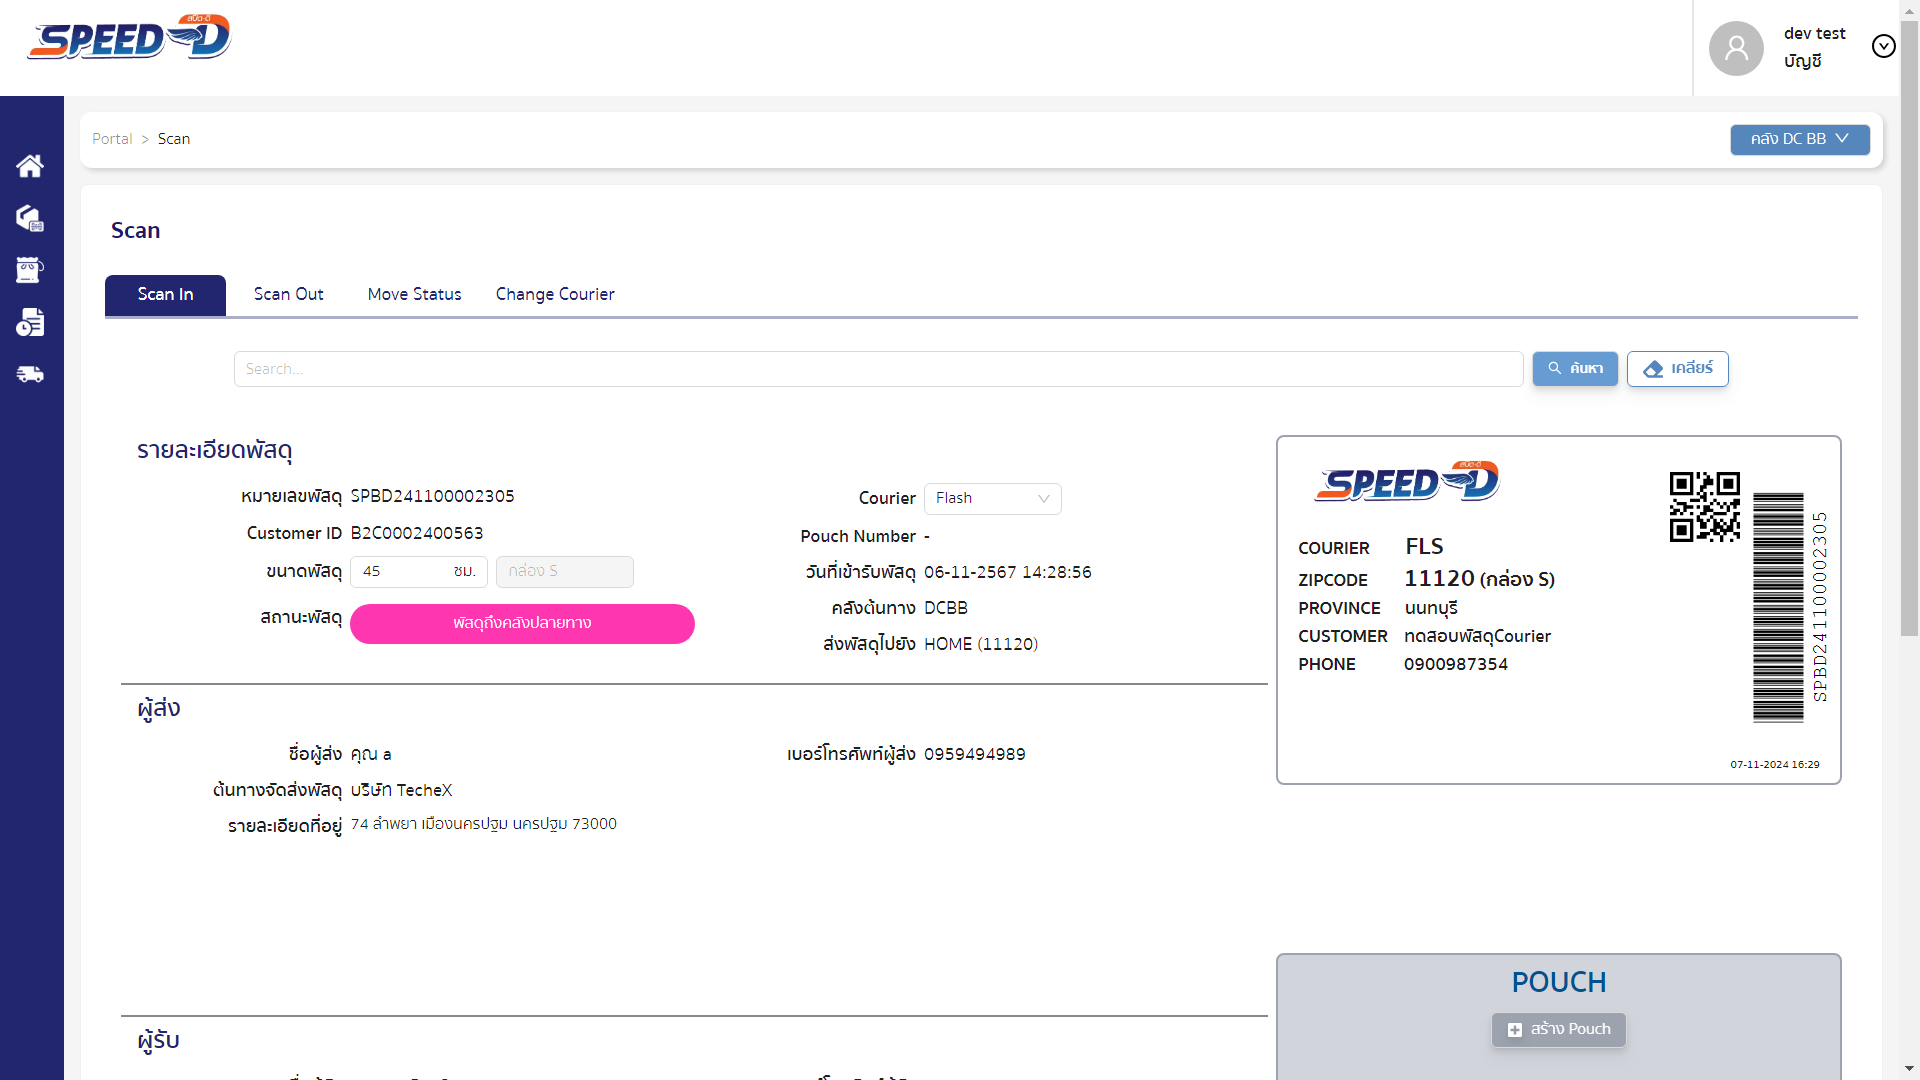 SPEED-D
สปีด-ดี
dev test
บัญชี
Portal > Scan
คลัง DC BB
Scan
Scan In
Scan Out
Move Status
Change Courier
Search...
ค้นหา
เคลียร์
รายละเอียดพัสดุ
หมายเลขพัสดุ SPBD241100002305
Customer ID B2C0002400563
ขนาดพัสดุ 45 ซม. กล่อง S
สถานะพัสดุ พัสดุถึงคลังปลายทาง
Courier Flash
Pouch Number -
วันที่เข้ารับพัสดุ 06-11-2567 14:28:56
คลังต้นทาง DCBB
ส่งพัสดุไปยัง HOME (11120)
SPEED-D
สปีด-ดี
COURIER FLS
ZIPCODE 11120 (กล่อง S)
PROVINCE นนทบุรี
CUSTOMER ทดสอบพัสดุCourier
PHONE 0900987354
SPBD241100002305
07-11-2024 16:29
ผู้ส่ง
ชื่อผู้ส่ง คุณ a
เบอร์โทรศัพท์ผู้ส่ง 0959494989
ต้นทางจัดส่งพัสดุ บริษัท TecheX
รายละเอียดที่อยู่ 74 ลำพยา เมืองนครปฐม นครปฐม 73000
POUCH
สร้าง Pouch
ผู้รับ